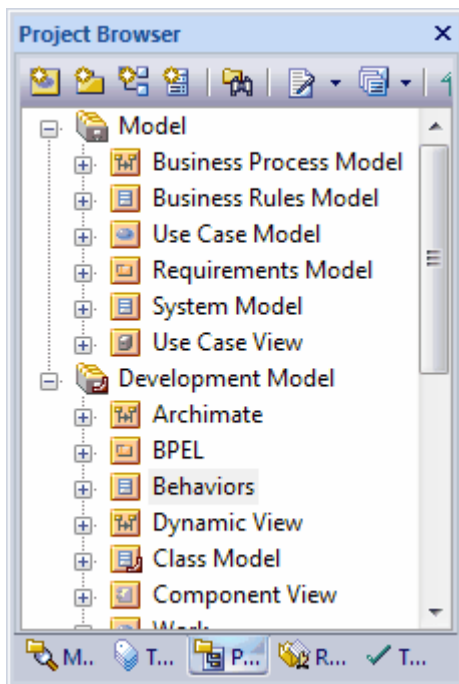 Project Browser
Model
Business Process Model
Business Rules Model
Use Case Model
Requirements Model
System Model
Use Case View
Development Model
Archimate
BPEL
Behaviors
Dynamic View
Class Model
Component View
Work
M.. T... P... R... T...